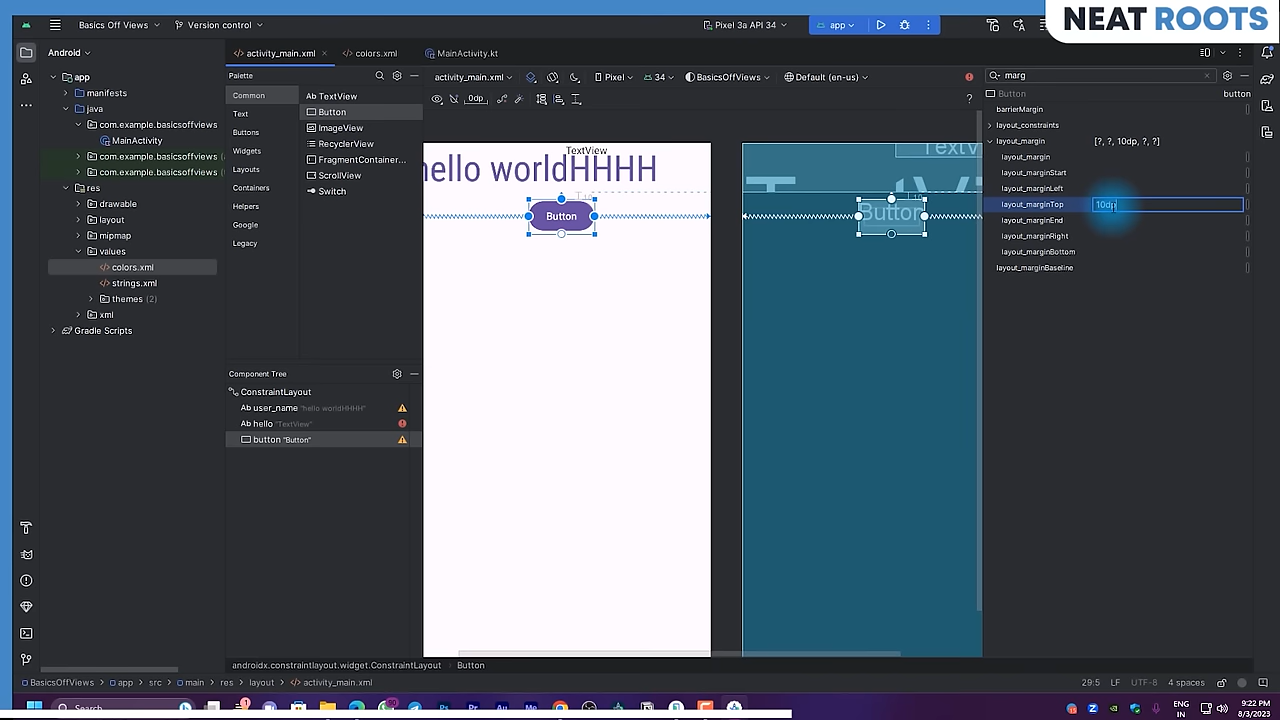 NEAT ROOTS
Basics Off Views
Version control
Pixel 3a API 34
app
Android
activity_main.xml
colors.xml
MainActivity.kt
app
manifests
java
com.example.basicsoffviews
MainActivity
com.example.basicsoffviews
com.example.basicsoffviews
res
drawable
layout
mipmap
values
colors.xml
strings.xml
themes (2)
xml
Gradle Scripts
Palette
Common
Text
Buttons
Widgets
Layouts
Containers
Helpers
Google
Legacy
Ab TextView
Button
ImageView
RecyclerView
FragmentContainer...
ScrollView
Switch
Component Tree
ConstraintLayout
Ab user_name "hello worldHHHH"
Ab hello "TextView"
button "Button"
activity_main.xml
Pixel
34
BasicsOffViews
Default (en-us)
0dp
?
TextView
hello worldHHHH
10
Button
TextV
Button
marg
Button
button
barrierMargin
layout_constraints
layout_margin [?, ?, 10dp, ?, ?]
layout_margin
layout_marginStart
layout_marginLeft
layout_marginTop 10dp
layout_marginEnd
layout_marginRight
layout_marginBottom
layout_marginBaseline
androidx.constraintlayout.widget.ConstraintLayout
Button
BasicsOffViews
app
src
main
res
layout
activity_main.xml
29:5
LF
UTF-8
4 spaces
Search
ENG
IN
9:22 PM
8/3/2023